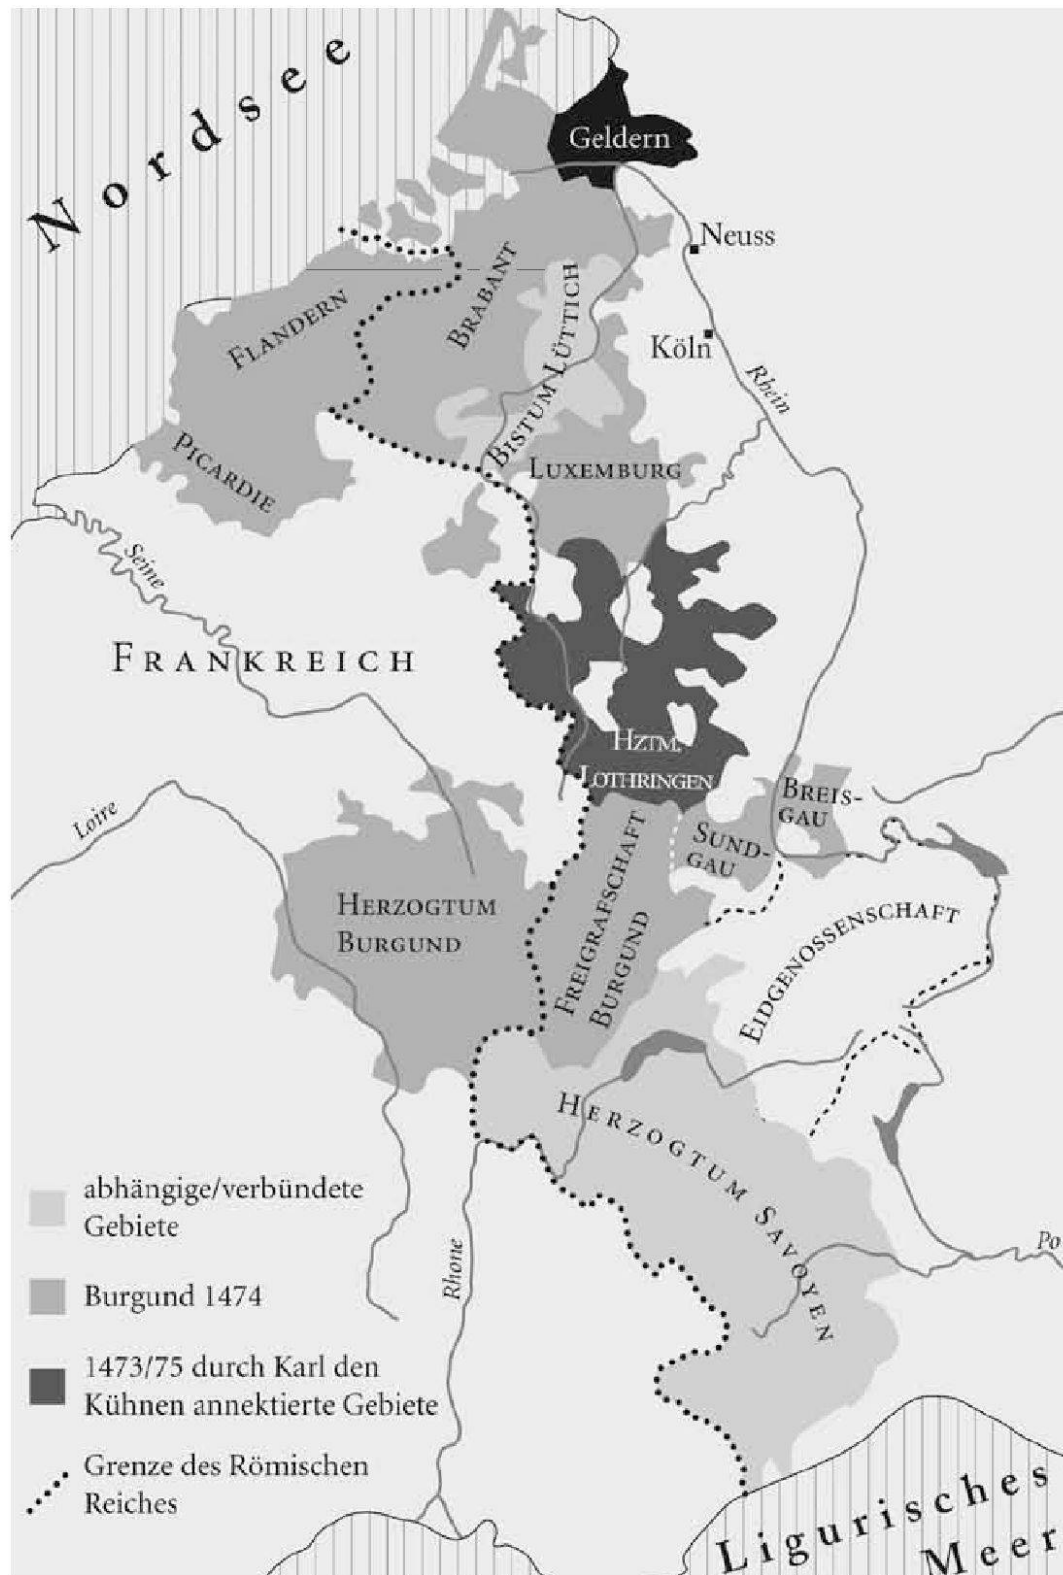 Nordsee
Geldern
Neuss
Köln
Rhein
FLANDERN
BRABANT
BISTUM LÜTTICH
PICARDIE
LUXEMBURG
Seine
FRANKREICH
HZTM.
LOTHRINGEN
Loire
BREIS-
GAU
SUND-
GAU
HERZOGTUM
BURGUND
FREIGRAFSCHAFT
BURGUND
EIDGENOSSENSCHAFT
HERZOGTUM SAVOYEN
Rhone
Po
abhängige/verbündete
Gebiete
Burgund 1474
1473/75 durch Karl den
Kühnen annektierte Gebiete
Grenze des Römischen
Reiches
Ligurisches
Meer